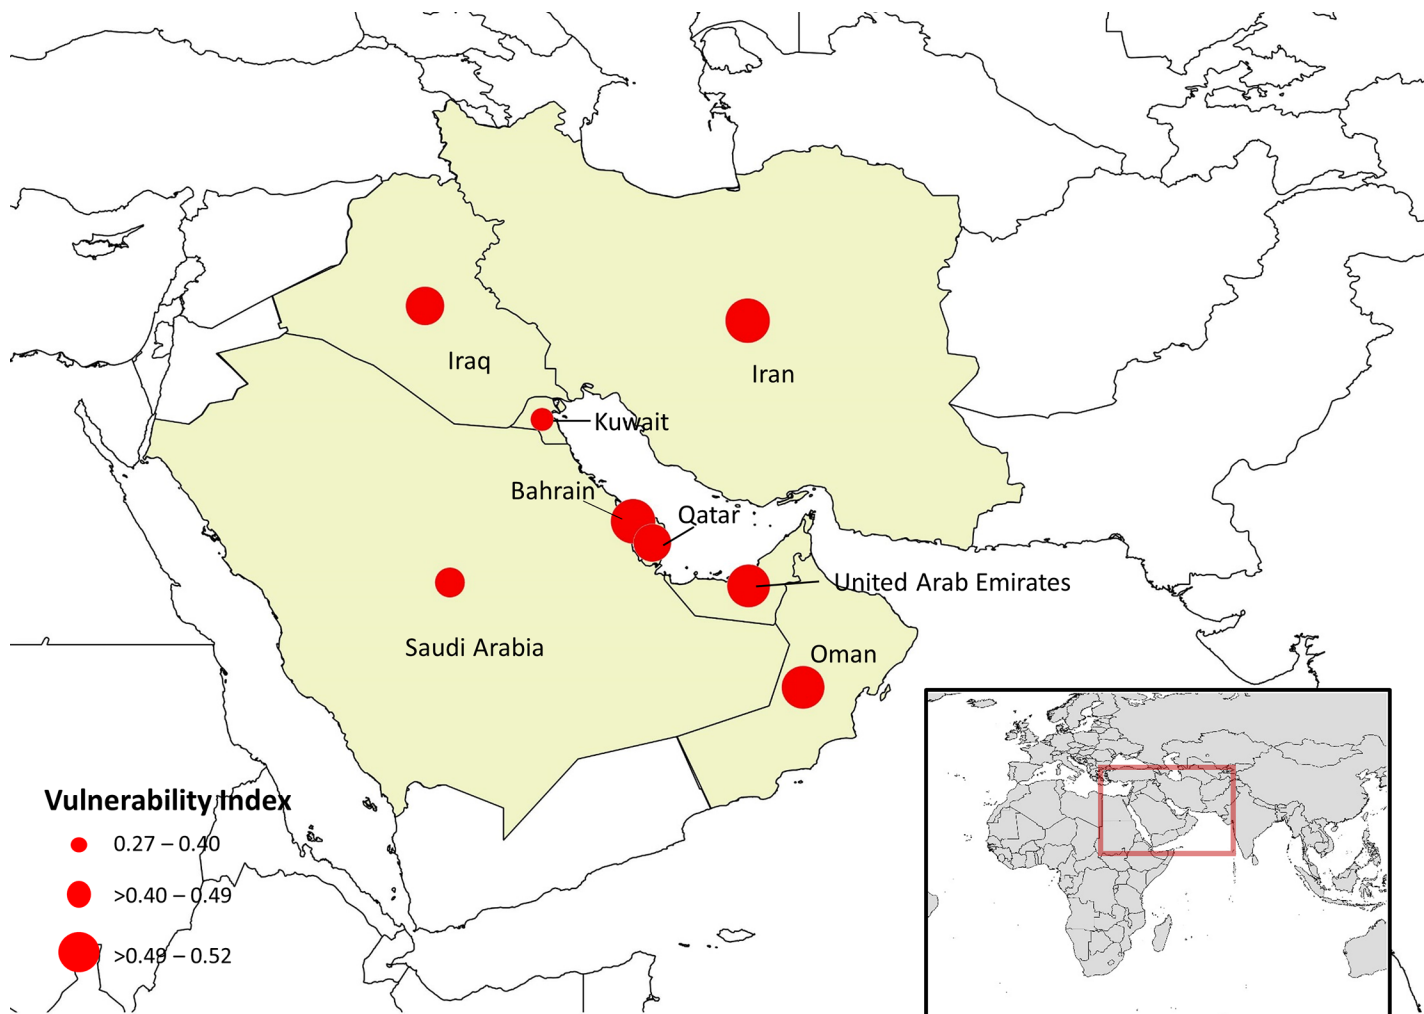 Iraq
Iran
Kuwait
Bahrain
Qatar
United Arab Emirates
Saudi Arabia
Oman
Vulnerability Index
0.27 – 0.40
>0.40 – 0.49
>0.49 – 0.52